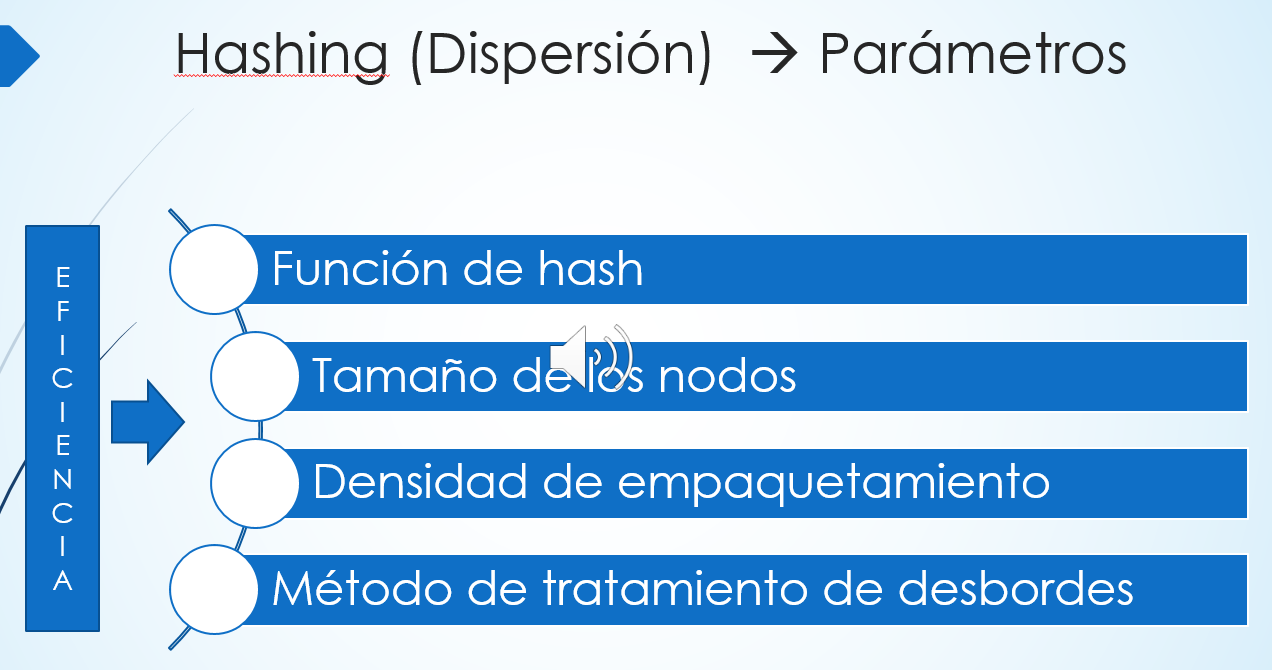 Hashing (Dispersión) → Parámetros
EFICIENCIA
Función de hash
Tamaño de los nodos
Densidad de empaquetamiento
Método de tratamiento de desbordes